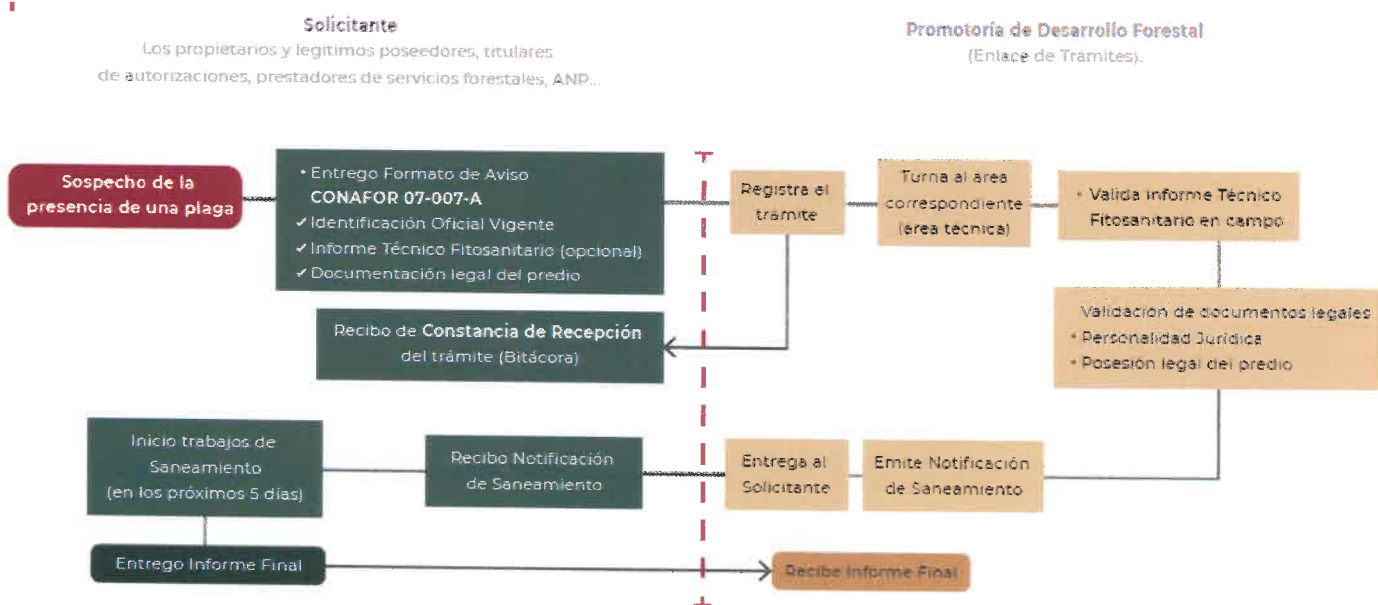 Solicitante
Los propietarios y legítimos poseedores, titulares
de autorizaciones, prestadores de servicios forestales, ANP...
Promotoría de Desarrollo Forestal
(Enlace de Tramites).
Sospecho de la
presencia de una plaga
• Entrego Formato de Aviso
CONAFOR 07-007-A
✓ Identificación Oficial Vigente
✓ Informe Técnico Fitosanitario (opcional)
✓ Documentación legal del predio
Registra el
trámite
Turna al area
correspondiente
(área técnica)
• Valida Informe Técnico
Fitosanitario en campo
Recibo de Constancia de Recepción
del trámite (Bitácora)
Validación de documentos legales
• Personalidad Jurídica
• Posesión legal del predio
Inicio trabajos de
Saneamiento
(en los próximos 5 días)
Recibo Notificación
de Saneamiento
Entrega al
Solicitante
Emite Notificación
de Saneamiento
Entrego Informe Final
Recibe Informe Final